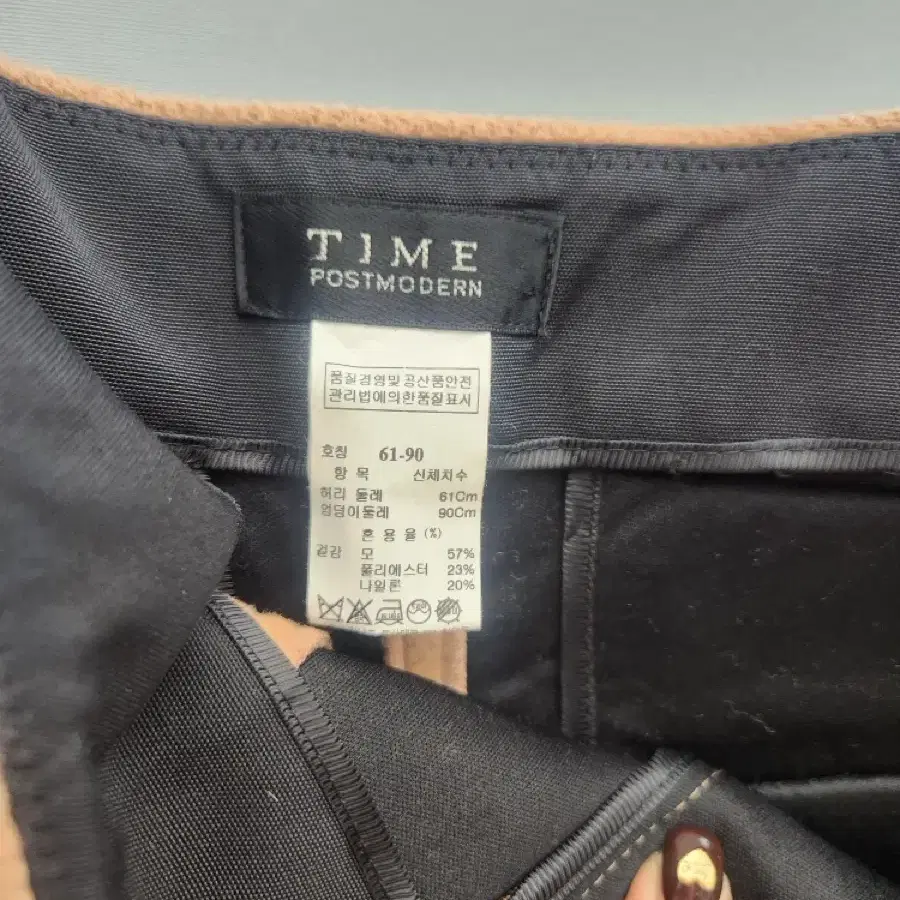 TIME
POSTMODERN
품질경영및공산품안전
관리법에의한품질표시
호칭 61-90
항 목 신체치수
허리 둘레 61Cm
엉덩이둘레 90Cm
혼 용 율 (%)
겉감 모 57%
폴리에스터 23%
나일론 20%